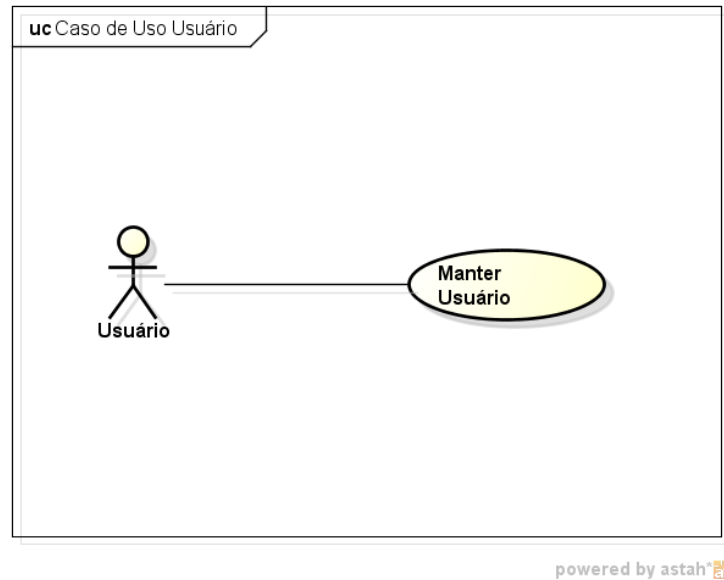 uc Caso de Uso Usuário
Manter
Usuário
Usuário
powered by astah*